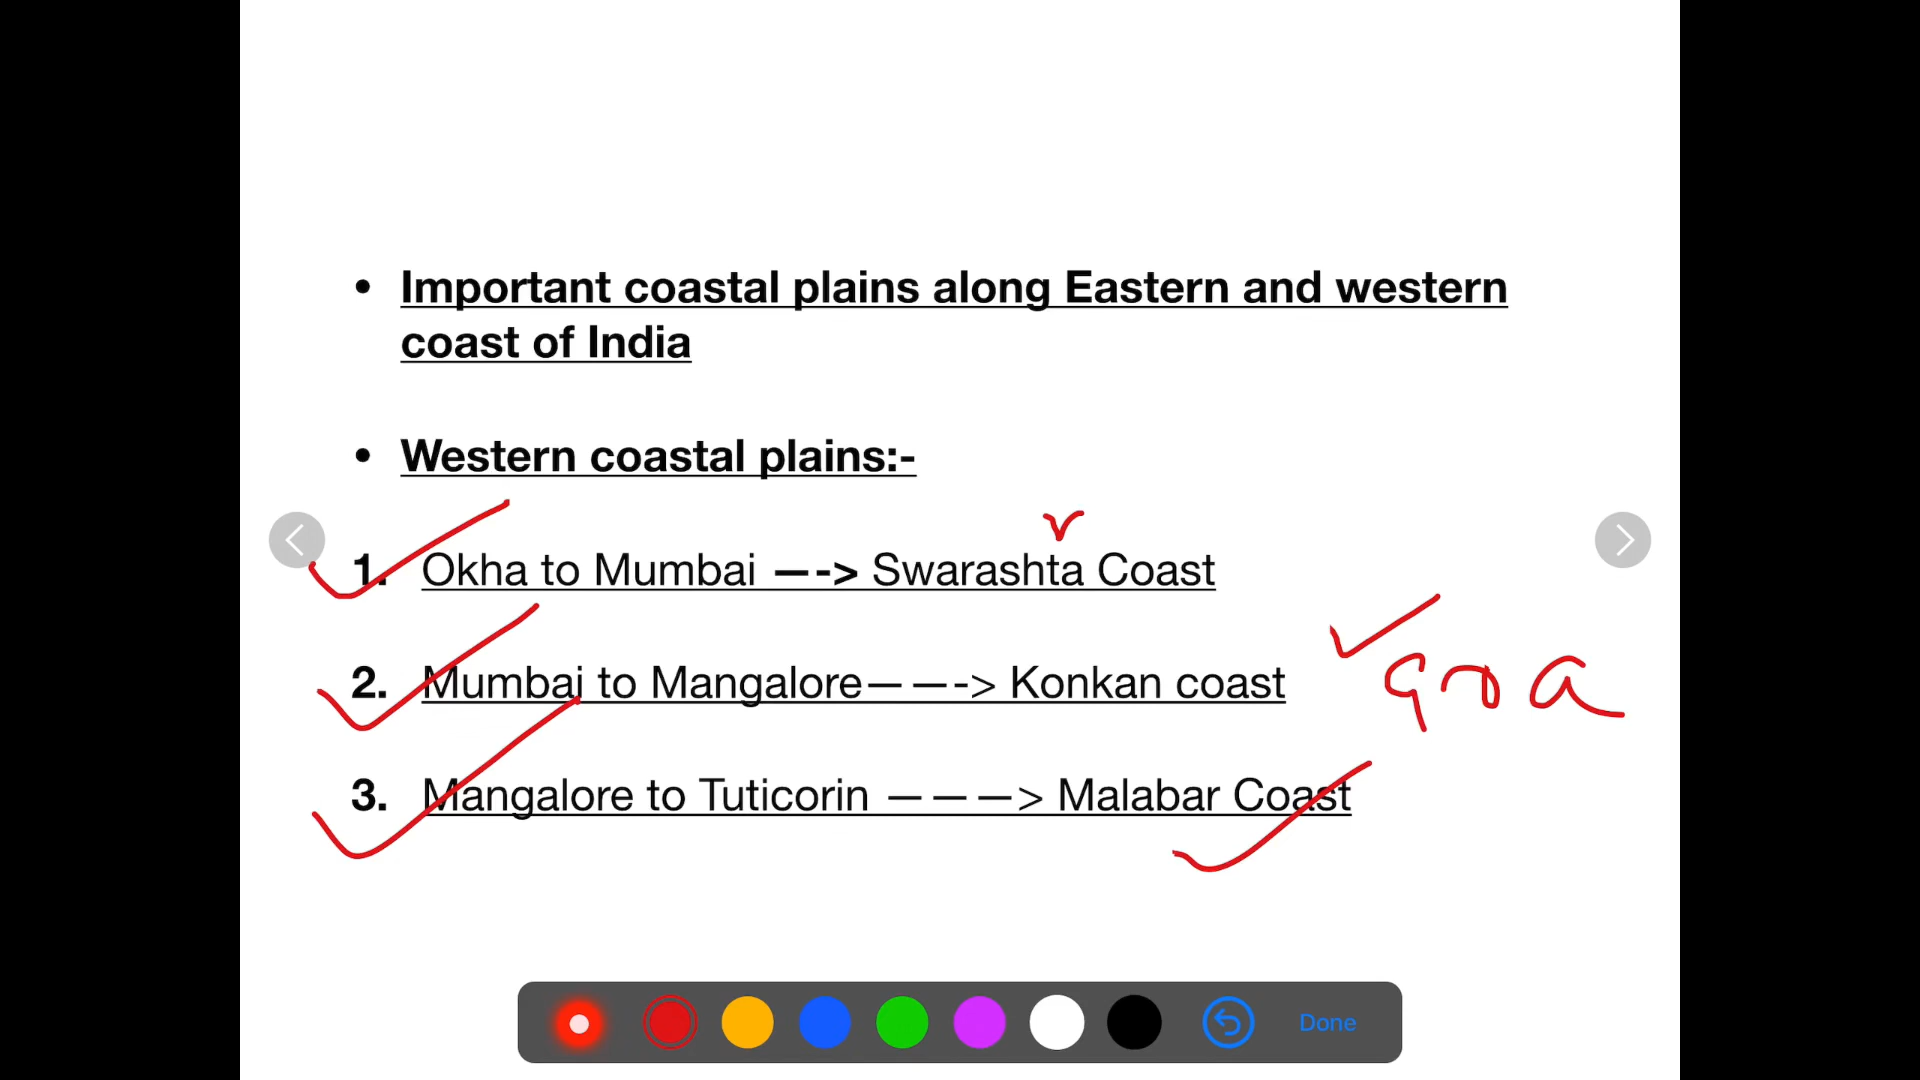 • Important coastal plains along Eastern and western
coast of India
• Western coastal plains:-
r
1. Okha to Mumbai —-> Swarashta Coast
2. Mumbai to Mangalore— —-> Konkan coast
goa
3. Mangalore to Tuticorin — — —> Malabar Coast
Done